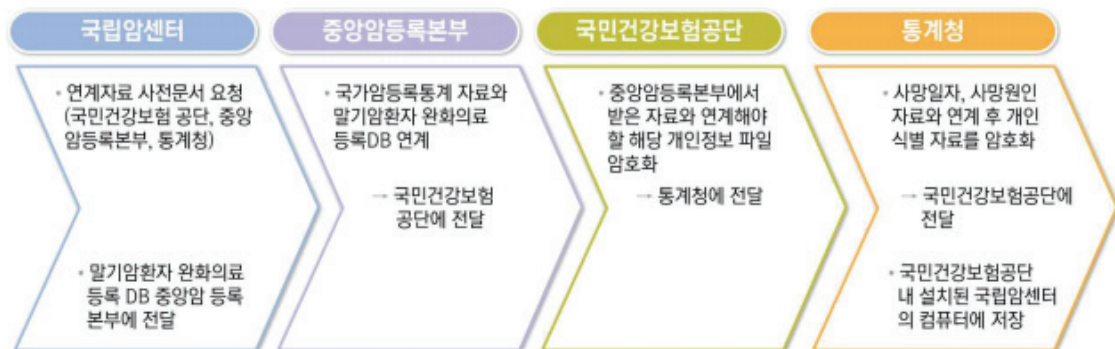 국립암센터
• 연계자료 사전문서 요청
(국민건강보험 공단, 중앙
암등록본부, 통계청)
• 말기암환자 완화의료
등록 DB 중앙암 등록
본부에 전달
중앙암등록본부
• 국가암등록통계 자료와
말기암환자 완화의료
등록DB 연계
→ 국민건강보험
공단에 전달
국민건강보험공단
• 중앙암등록본부에서
받은 자료와 연계해야
할 해당 개인정보 파일
암호화
→ 통계청에 전달
통계청
• 사망일자, 사망원인
자료와 연계 후 개인
식별 자료를 암호화
→ 국민건강보험공단에
전달
• 국민건강보험공단
내 설치된 국립암센터
의 컴퓨터에 저장